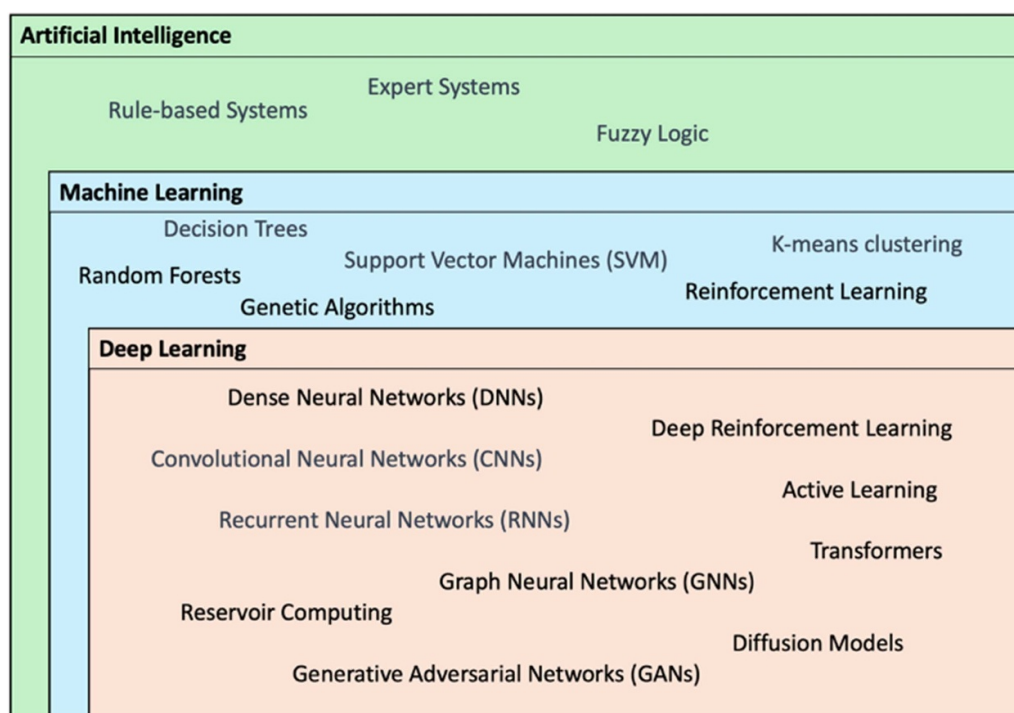 Artificial Intelligence
Expert Systems
Rule-based Systems
Fuzzy Logic
Machine Learning
Decision Trees
K-means clustering
Support Vector Machines (SVM)
Random Forests
Reinforcement Learning
Genetic Algorithms
Deep Learning
Dense Neural Networks (DNNs)
Deep Reinforcement Learning
Convolutional Neural Networks (CNNs)
Active Learning
Recurrent Neural Networks (RNNs)
Transformers
Graph Neural Networks (GNNs)
Reservoir Computing
Diffusion Models
Generative Adversarial Networks (GANs)